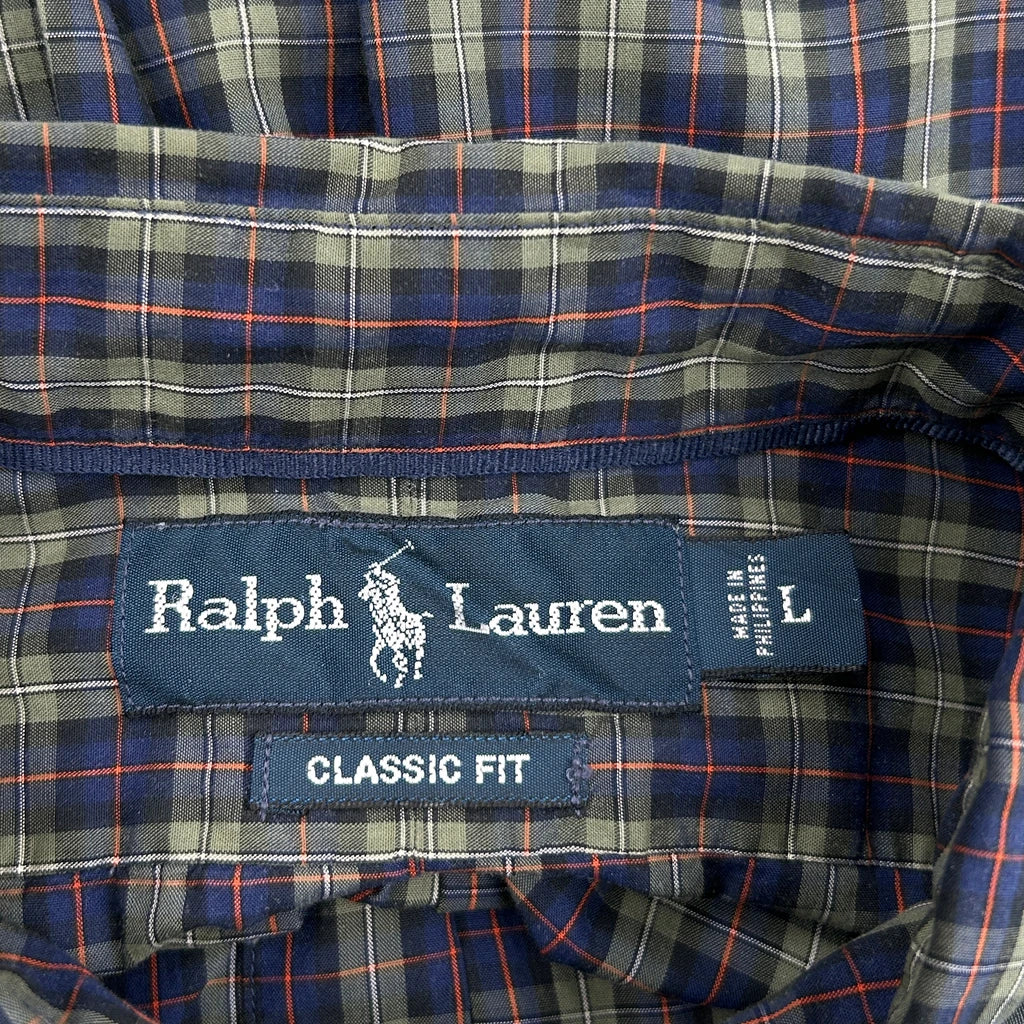 Ralph Lauren
MADE IN
PHILIPPINES
L
CLASSIC FIT